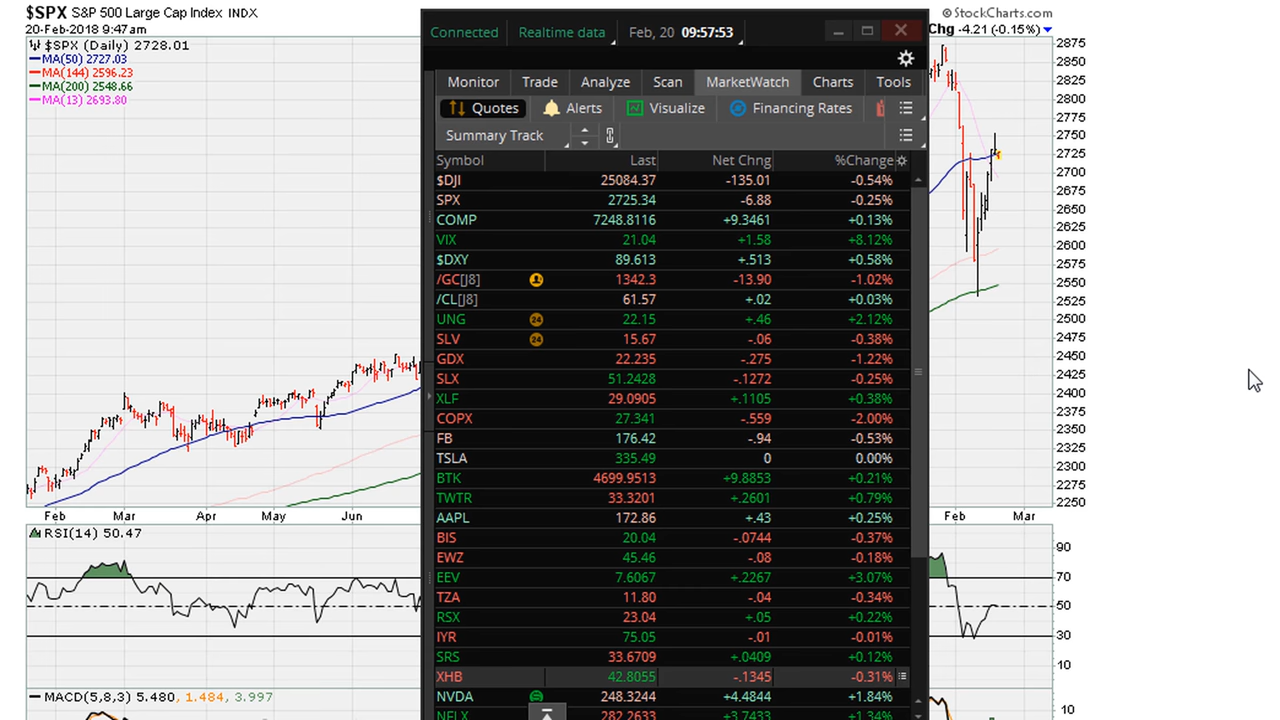 $SPX S&P 500 Large Cap Index INDX
20-Feb-2018 9:47am
$SPX (Daily) 2728.01
MA(50) 2727.03
MA(144) 2596.23
MA(200) 2548.66
MA(13) 2693.80
© StockCharts.com
Chg -4.21 (-0.15%)
Connected Realtime data Feb, 20 09:57:53
Monitor Trade Analyze Scan MarketWatch Charts Tools
Quotes Alerts Visualize Financing Rates
Summary Track
Symbol Last Net Chng %Change
$DJI 25084.37 -135.01 -0.54%
SPX 2725.34 -6.88 -0.25%
COMP 7248.8116 +9.3461 +0.13%
VIX 21.04 +1.58 +8.12%
$DXY 89.613 +.513 +0.58%
/GC[J8] 1342.3 -13.90 -1.02%
/CL[J8] 61.57 +.02 +0.03%
UNG 24 22.15 +.46 +2.12%
SLV 24 15.67 -.06 -0.38%
GDX 22.235 -.275 -1.22%
SLX 51.2428 -.1272 -0.25%
XLF 29.0905 +.1105 +0.38%
COPX 27.341 -.559 -2.00%
FB 176.42 -.94 -0.53%
TSLA 335.49 0 0.00%
BTK 4699.9513 +9.8853 +0.21%
TWTR 33.3201 +.2601 +0.79%
AAPL 172.86 +.43 +0.25%
BIS 20.04 -.0744 -0.37%
EWZ 45.46 -.08 -0.18%
EEV 7.6067 +.2267 +3.07%
TZA 11.80 -.04 -0.34%
RSX 23.04 +.05 +0.22%
IYR 75.05 -.01 -0.01%
SRS 33.6709 +.0409 +0.12%
XHB 42.8055 -.1345 -0.31%
NVDA 248.3244 +4.4844 +1.84%
NFLX 282.2633 +3.7433 +1.34%
2875
2850
2825
2800
2775
2750
2725
2700
2675
2650
2625
2600
2575
2550
2525
2500
2475
2450
2425
2400
2375
2350
2325
2300
2275
2250
Feb Mar Apr May Jun Feb Mar
RSI(14) 50.47
90
70
50
30
10
MACD(5,8,3) 5.480, 1.484, 3.997
10